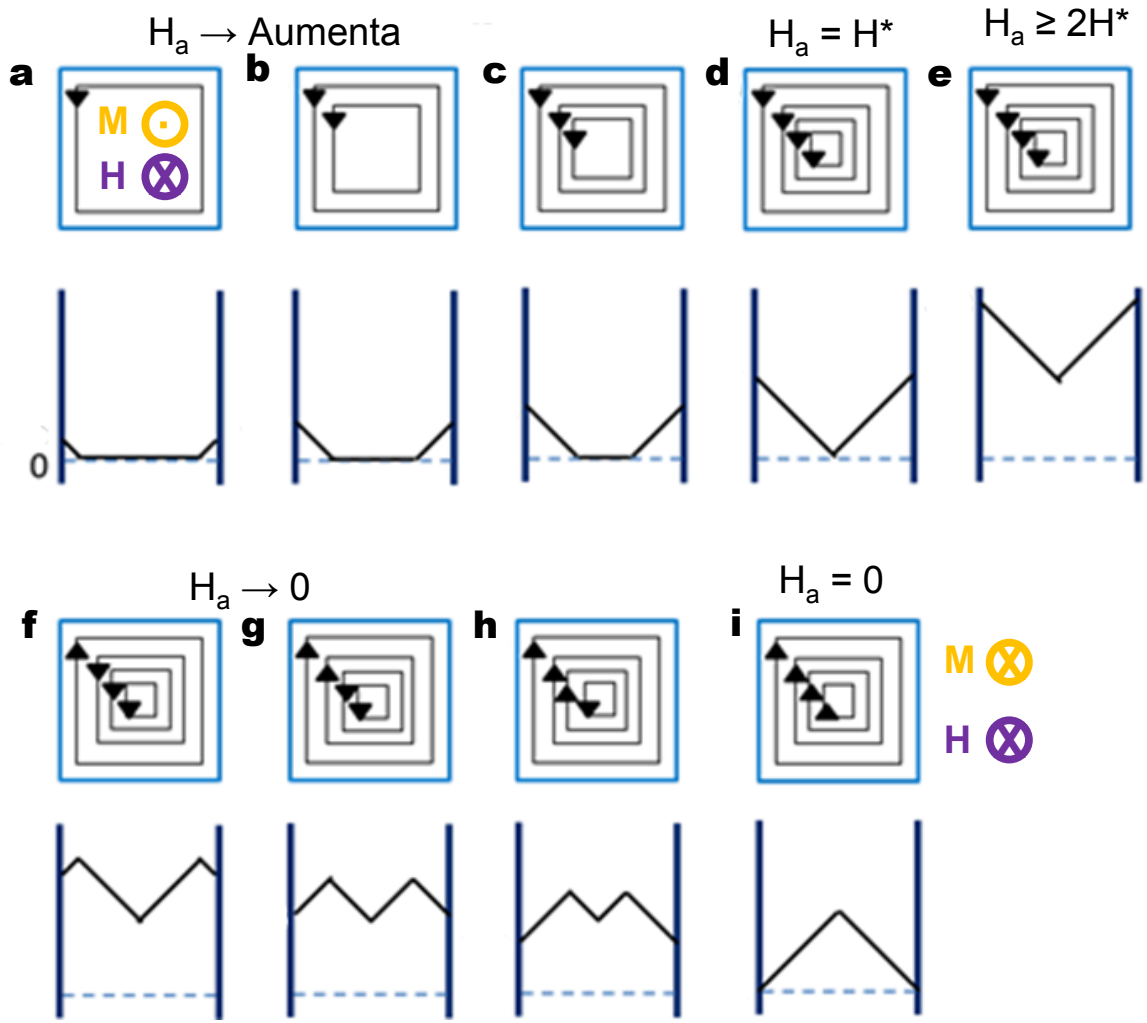 Hₐ → Aumenta
Hₐ = H*
Hₐ ≥ 2H*
a
b
c
d
e
M
H
0
Hₐ → 0
Hₐ = 0
f
g
h
i
M
H